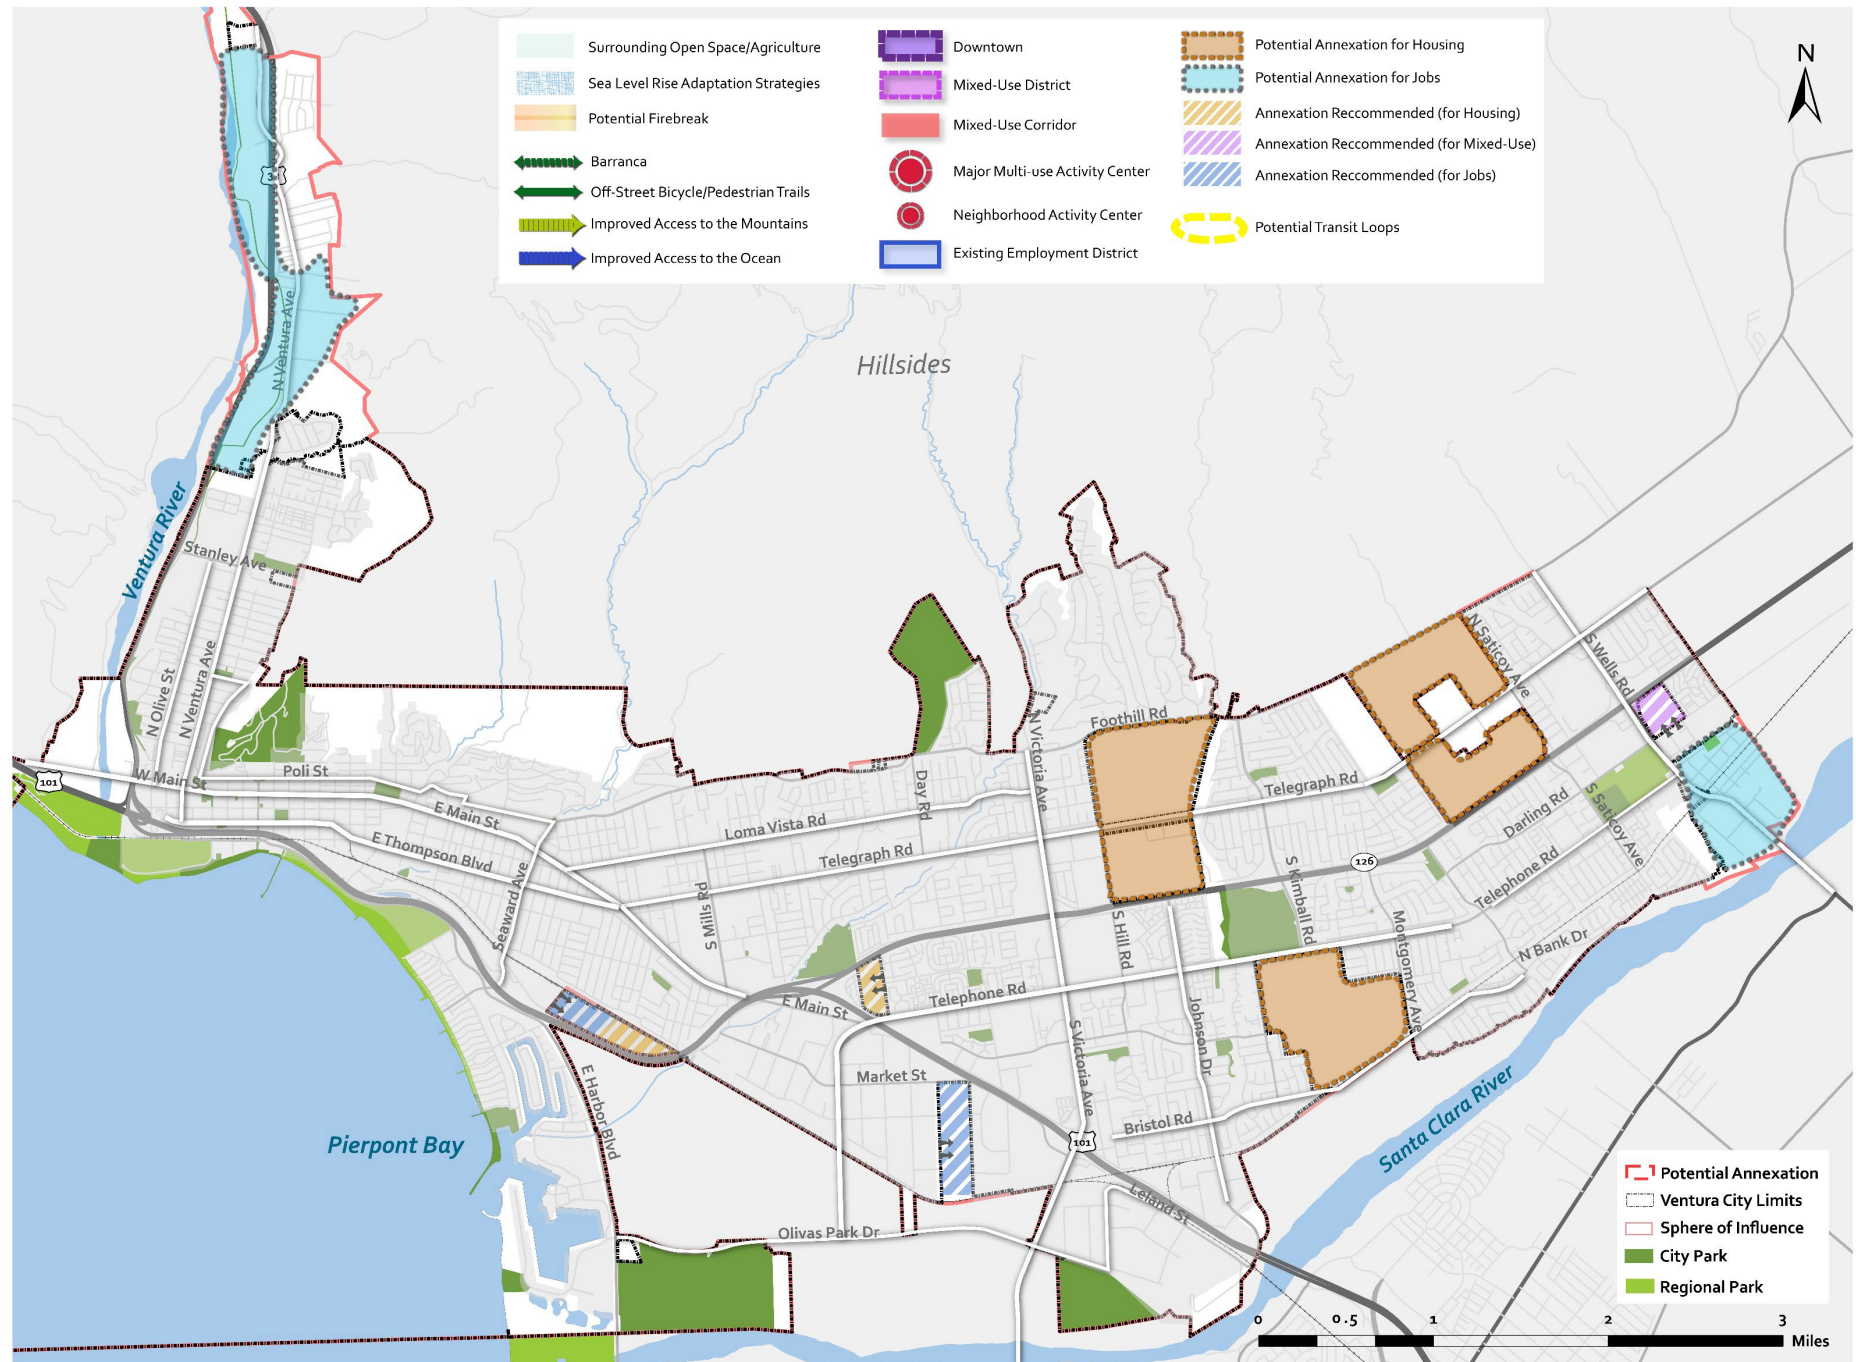 Surrounding Open Space/Agriculture
Sea Level Rise Adaptation Strategies
Potential Firebreak
Barranca
Off-Street Bicycle/Pedestrian Trails
Improved Access to the Mountains
Improved Access to the Ocean
Downtown
Mixed-Use District
Mixed-Use Corridor
Major Multi-use Activity Center
Neighborhood Activity Center
Existing Employment District
Potential Annexation for Housing
Potential Annexation for Jobs
Annexation Reccommended (for Housing)
Annexation Reccommended (for Mixed-Use)
Annexation Reccommended (for Jobs)
Potential Transit Loops
N
N Ventura Ave
Hillsides
Ventura River
Stanley Ave
N Olive St
N Ventura Ave
101
W Main St
Poli St
E Main St
E Thompson Blvd
Seaward Ave
S Mills Rd
Loma Vista Rd
Telegraph Rd
Day Rd
N Victoria Ave
Foothill Rd
Telegraph Rd
N Saticoy Ave
S Wells Rd
S Saticoy Ave
Darling Rd
126
Telephone Rd
S Kimball Rd
Montgomery Ave
N Bank Dr
S Hill Rd
Johnson Dr
Telephone Rd
E Main St
S Victoria Ave
Market St
Bristol Rd
101
E Harbor Blvd
Pierpont Bay
Leland St
Olivas Park Dr
Santa Clara River
Potential Annexation
Ventura City Limits
Sphere of Influence
City Park
Regional Park
0 0.5 1 2 3
Miles